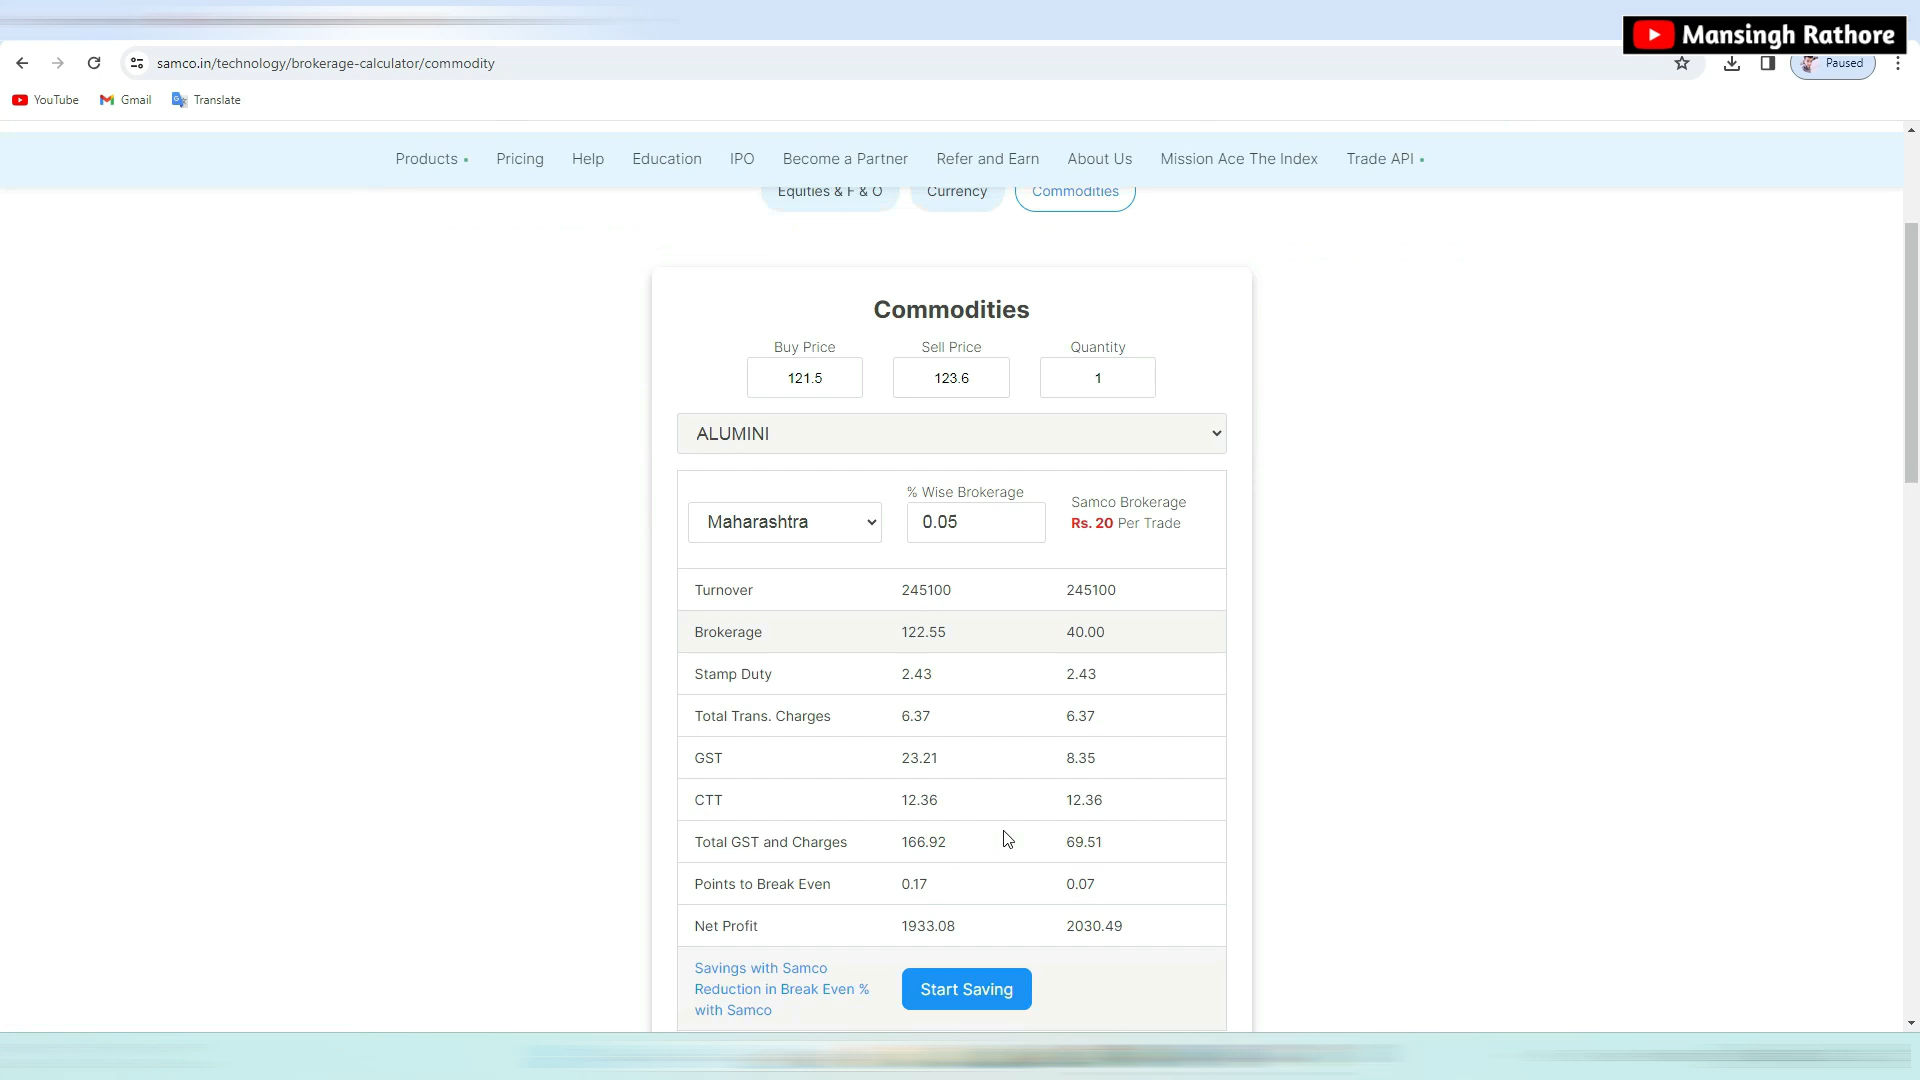 Mansingh Rathore
samco.in/technology/brokerage-calculator/commodity
Paused
YouTube Gmail Translate
Products Pricing Help Education IPO Become a Partner Refer and Earn About Us Mission Ace The Index Trade API
Equities & F & O Currency Commodities
Commodities
Buy Price Sell Price Quantity
121.5 123.6 1
ALUMINI
% Wise Brokerage Samco Brokerage
Maharashtra 0.05 Rs. 20 Per Trade
Turnover 245100 245100
Brokerage 122.55 40.00
Stamp Duty 2.43 2.43
Total Trans. Charges 6.37 6.37
GST 23.21 8.35
CTT 12.36 12.36
Total GST and Charges 166.92 69.51
Points to Break Even 0.17 0.07
Net Profit 1933.08 2030.49
Savings with Samco
Reduction in Break Even % Start Saving
with Samco